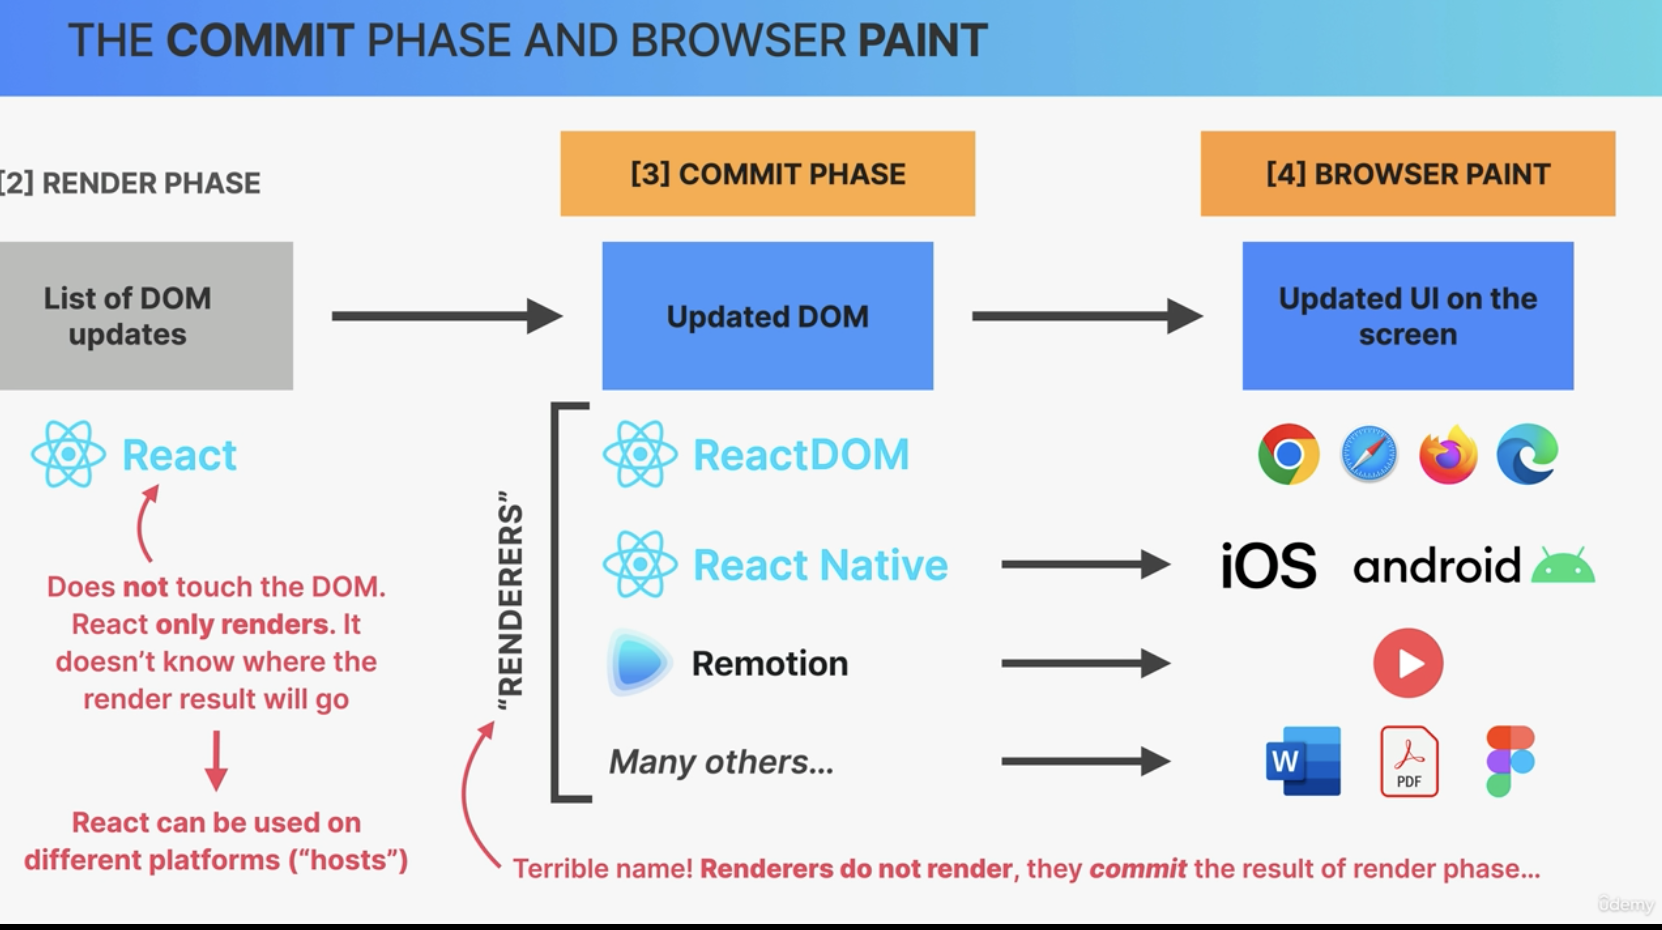 THE COMMIT PHASE AND BROWSER PAINT
[2] RENDER PHASE
[3] COMMIT PHASE
[4] BROWSER PAINT
List of DOM
updates
Updated DOM
Updated UI on the
screen
React
Does not touch the DOM.
React only renders. It
doesn’t know where the
render result will go
React can be used on
different platforms (“hosts”)
“RENDERERS”
ReactDOM
React Native
iOS android
Remotion
Many others...
W
PDF
Terrible name! Renderers do not render, they commit the result of render phase...
ûdemy